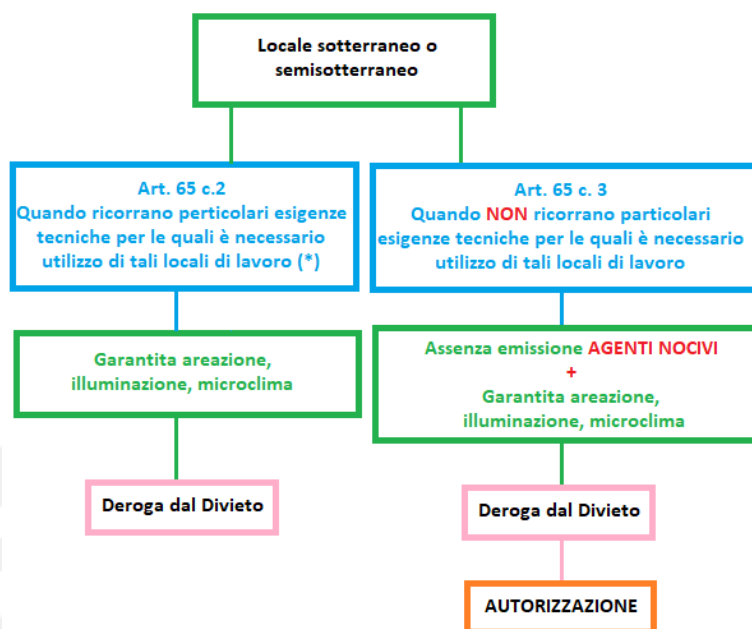 Locale sotterraneo o
semisotterraneo
Art. 65 c.2
Quando ricorrano perticolari esigenze
tecniche per le quali è necessario
utilizzo di tali locali di lavoro (*)
Art. 65 c. 3
Quando NON ricorrano particolari
esigenze tecniche per le quali è necessario
utilizzo di tali locali di lavoro
Garantita areazione,
illuminazione, microclima
Assenza emissione AGENTI NOCIVI
+
Garantita areazione,
illuminazione, microclima
Deroga dal Divieto
Deroga dal Divieto
AUTORIZZAZIONE